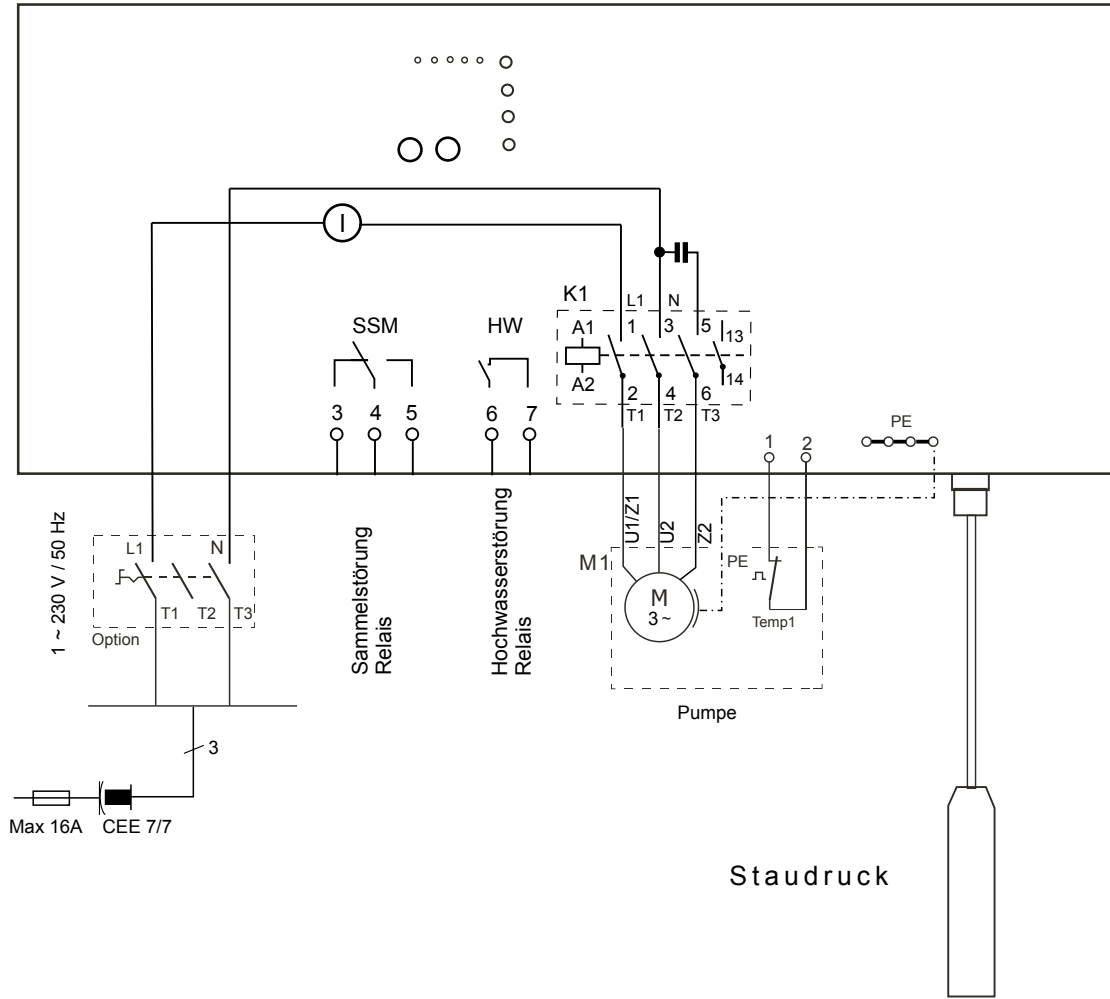 I
K1
L1
N
A1
1
3
5
13
A2
2
4
6
14
T1
T2
T3
SSM
HW
3
4
5
6
7
1
2
PE
1 ~ 230 V / 50 Hz
L1
N
T1
T2
T3
Option
Sammelstörung
Relais
Hochwasserstörung
Relais
U1/Z1
U2
Z2
M1
M
3~
PE
Temp1
Pumpe
3
Max 16A
CEE 7/7
Staudruck